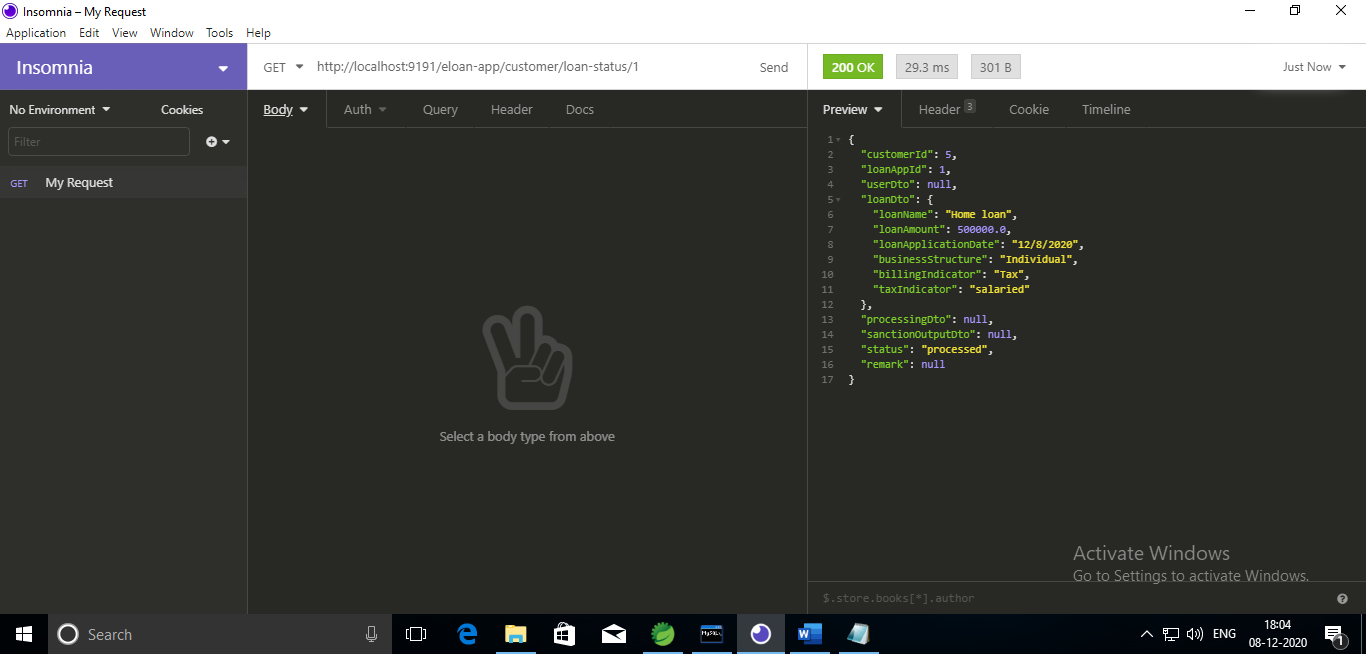 Insomnia – My Request
Application Edit View Window Tools Help
Insomnia
GET http://localhost:9191/eloan-app/customer/loan-status/1 Send
200 OK 29.3 ms 301 B Just Now
No Environment Cookies
Body Auth Query Header Docs
Preview Header 3 Cookie Timeline
Filter
GET My Request
Select a body type from above
1 {
2 "customerId": 5,
3 "loanAppId": 1,
4 "userDto": null,
5 "loanDto": {
6 "loanName": "Home loan",
7 "loanAmount": 500000.0,
8 "loanApplicationDate": "12/8/2020",
9 "businessStructure": "Individual",
10 "billingIndicator": "Tax",
11 "taxIndicator": "salaried"
12 },
13 "processingDto": null,
14 "sanctionOutputDto": null,
15 "status": "processed",
16 "remark": null
17 }
Activate Windows
Go to Settings to activate Windows.
$.store.books[*].author
Search
MySQL
W
ENG
18:04
08-12-2020
1